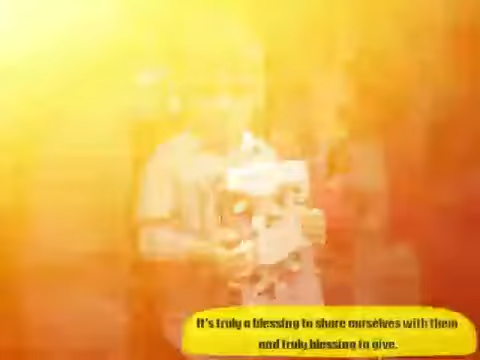 It's truly a blessing to share ourselves with them
and truly blessing to give.